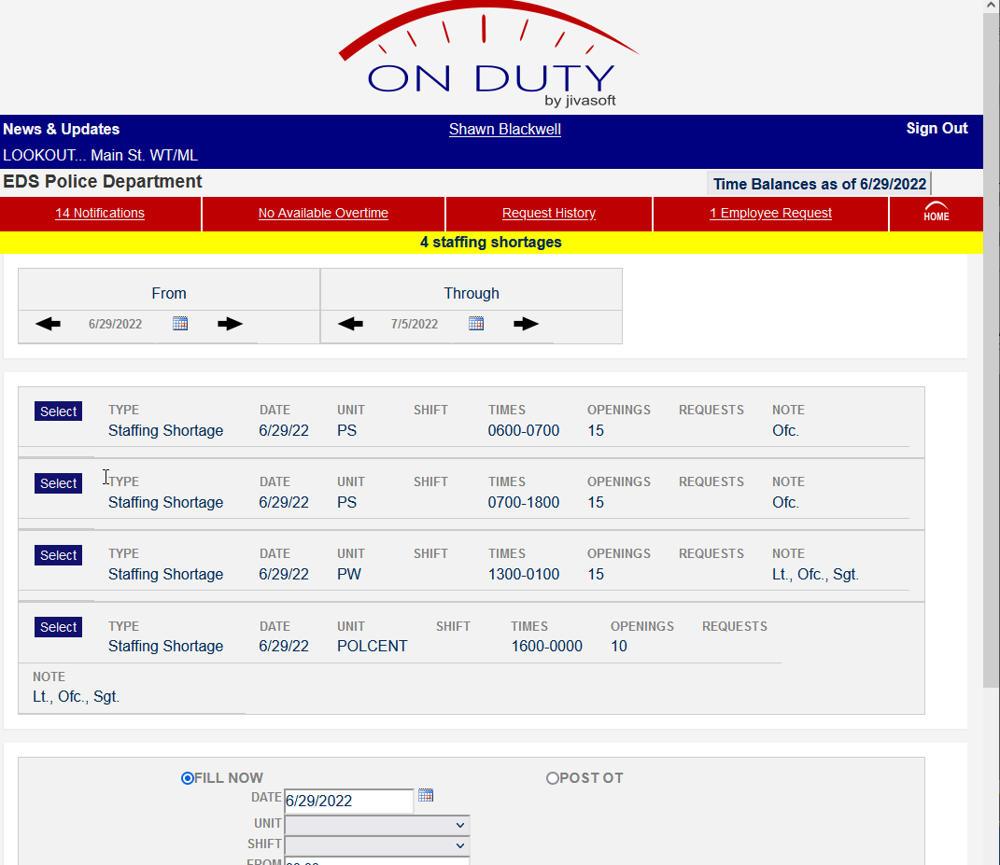 ON DUTY
by jivasoft
News & Updates Shawn Blackwell Sign Out
LOOKOUT... Main St. WT/ML
EDS Police Department Time Balances as of 6/29/2022
14 Notifications No Available Overtime Request History 1 Employee Request HOME
4 staffing shortages
From Through
6/29/2022 7/5/2022
Select TYPE DATE UNIT SHIFT TIMES OPENINGS REQUESTS NOTE
Staffing Shortage 6/29/22 PS 0600-0700 15 Ofc.
Select TYPE DATE UNIT SHIFT TIMES OPENINGS REQUESTS NOTE
Staffing Shortage 6/29/22 PS 0700-1800 15 Ofc.
Select TYPE DATE UNIT SHIFT TIMES OPENINGS REQUESTS NOTE
Staffing Shortage 6/29/22 PW 1300-0100 15 Lt., Ofc., Sgt.
Select TYPE DATE UNIT SHIFT TIMES OPENINGS REQUESTS
Staffing Shortage 6/29/22 POLCENT 1600-0000 10
NOTE
Lt., Ofc., Sgt.
FILL NOW POST OT
DATE 6/29/2022
UNIT
SHIFT
FROM